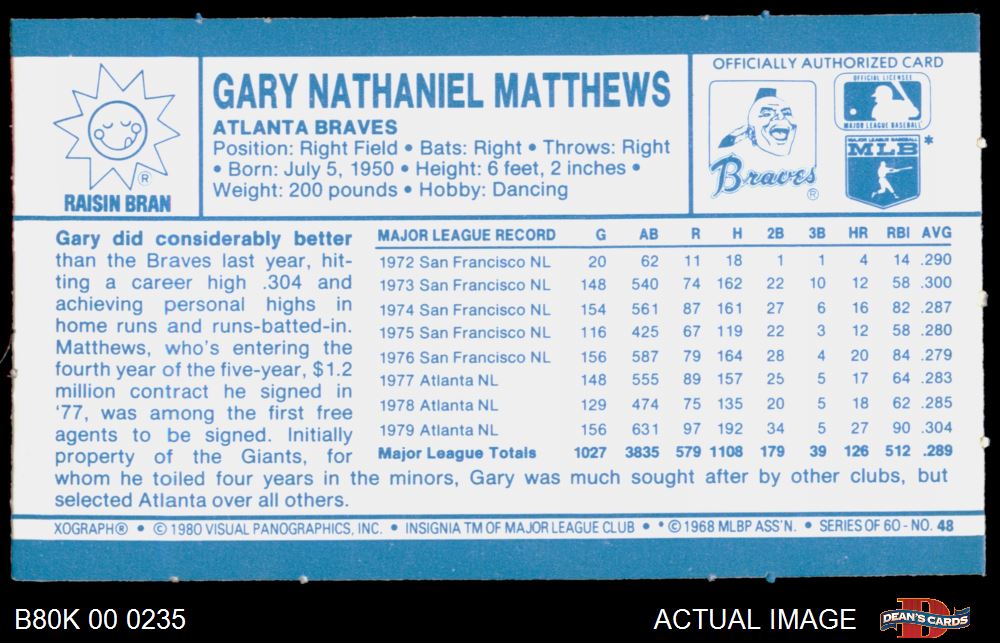 RAISIN BRAN
®
GARY NATHANIEL MATTHEWS
ATLANTA BRAVES
Position: Right Field • Bats: Right • Throws: Right
• Born: July 5, 1950 • Height: 6 feet, 2 inches •
Weight: 200 pounds • Hobby: Dancing
OFFICIALLY AUTHORIZED CARD
Braves ®
OFFICIAL LICENSEE
MAJOR LEAGUE BASEBALL
MAJOR LEAGUE BASEBALL
MLB *
Gary did considerably better
than the Braves last year, hit-
ting a career high .304 and
achieving personal highs in
home runs and runs-batted-in.
Matthews, who's entering the
fourth year of the five-year, $1.2
million contract he signed in
'77, was among the first free
agents to be signed. Initially
property of the Giants, for
whom he toiled four years in the minors, Gary was much sought after by other clubs, but
selected Atlanta over all others.
MAJOR LEAGUE RECORD G AB R H 2B 3B HR RBI AVG
1972 San Francisco NL 20 62 11 18 1 1 4 14 .290
1973 San Francisco NL 148 540 74 162 22 10 12 58 .300
1974 San Francisco NL 154 561 87 161 27 6 16 82 .287
1975 San Francisco NL 116 425 67 119 22 3 12 58 .280
1976 San Francisco NL 156 587 79 164 28 4 20 84 .279
1977 Atlanta NL 148 555 89 157 25 5 17 64 .283
1978 Atlanta NL 129 474 75 135 20 5 18 62 .285
1979 Atlanta NL 156 631 97 192 34 5 27 90 .304
Major League Totals 1027 3835 579 1108 179 39 126 512 .289
XOGRAPH® • © 1980 VISUAL PANOGRAPHICS, INC. • INSIGNIA TM OF MAJOR LEAGUE CLUB • * © 1968 MLBP ASS'N. • SERIES OF 60 - NO. 48
B80K 00 0235
ACTUAL IMAGE
DEAN'S CARDS